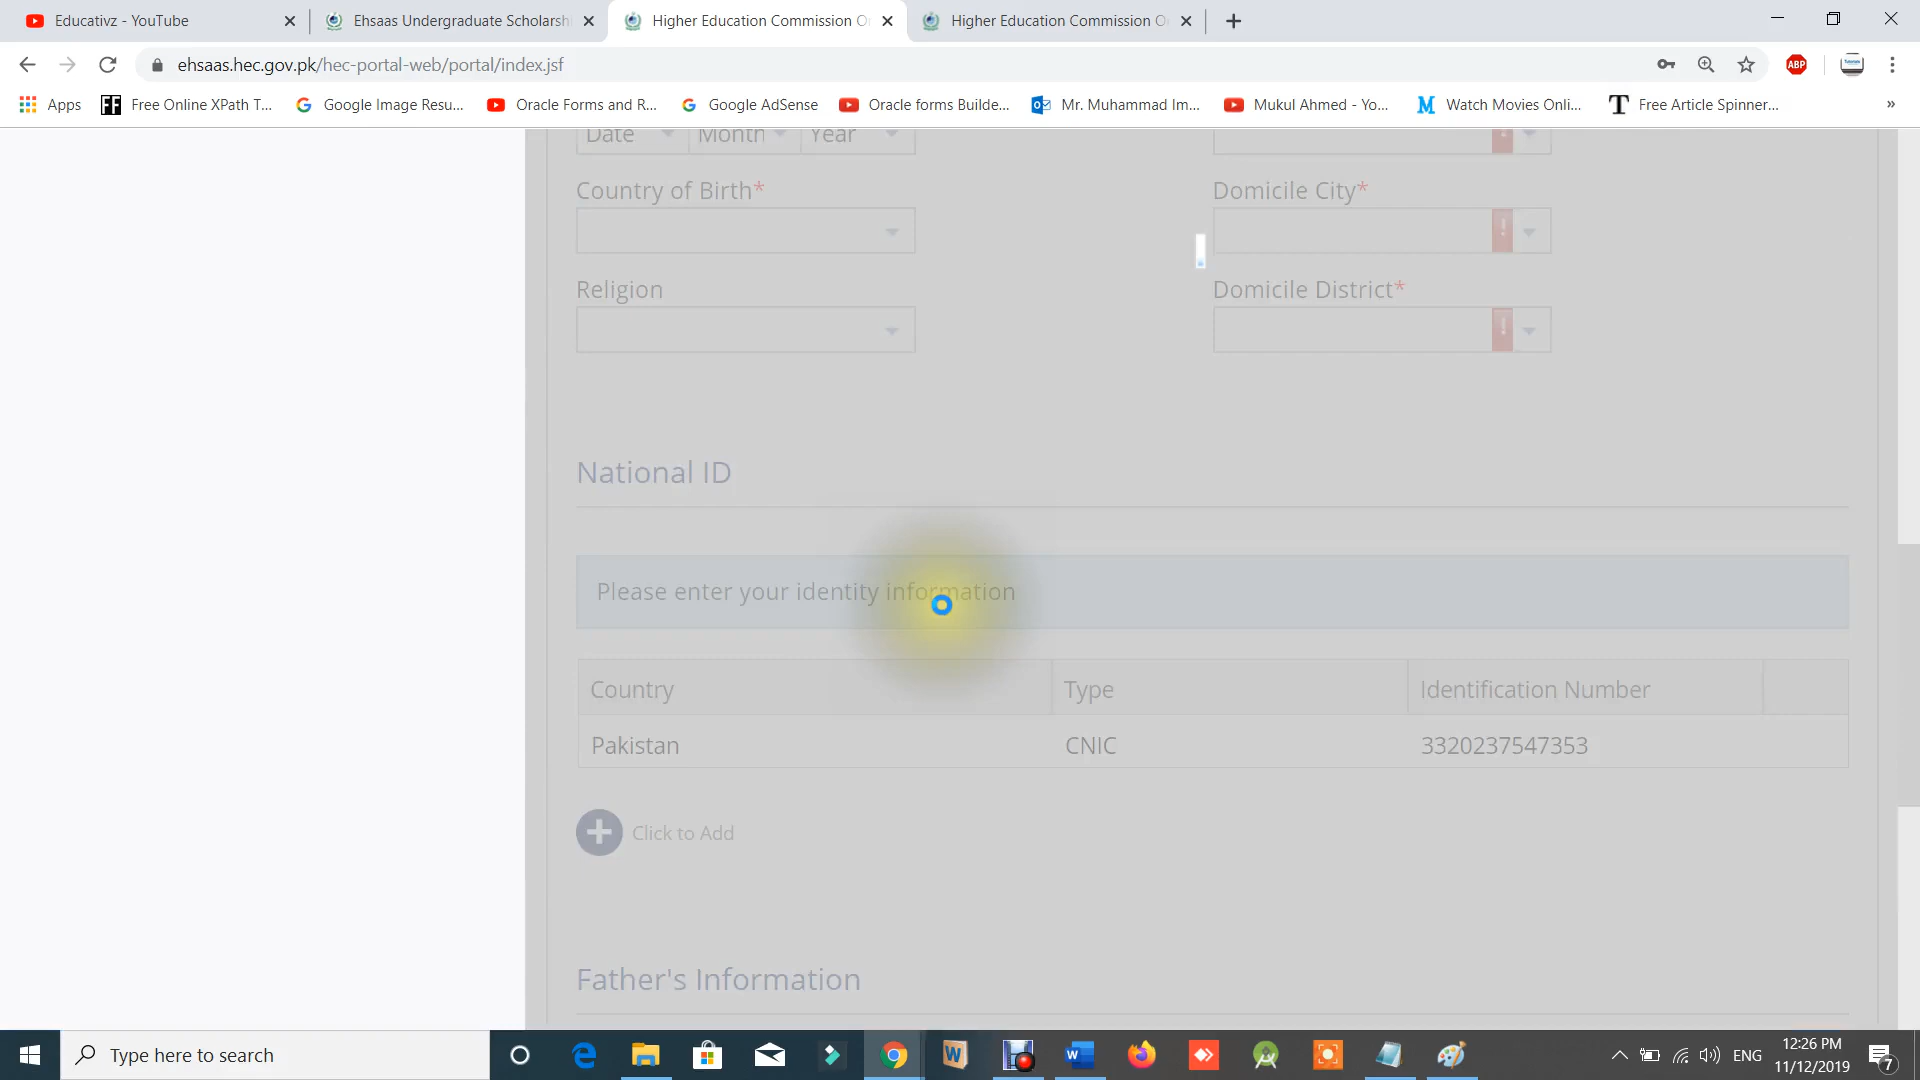 Educativz - YouTube
Ehsaas Undergraduate Scholarsh
Higher Education Commission O
Higher Education Commission O
ehsaas.hec.gov.pk/hec-portal-web/portal/index.jsf
ABP
Apps
Free Online XPath T...
Google Image Resu...
Oracle Forms and R...
Google AdSense
Oracle forms Builde...
Mr. Muhammad Im...
Mukul Ahmed - Yo...
Watch Movies Onli...
Free Article Spinner...
»
Date Month Year
Country of Birth*
Domicile City*
Religion
Domicile District*
National ID
Please enter your identity information
Country Type Identification Number
Pakistan CNIC 3320237547353
Click to Add
Father's Information
Type here to search
ENG
12:26 PM
11/12/2019
7